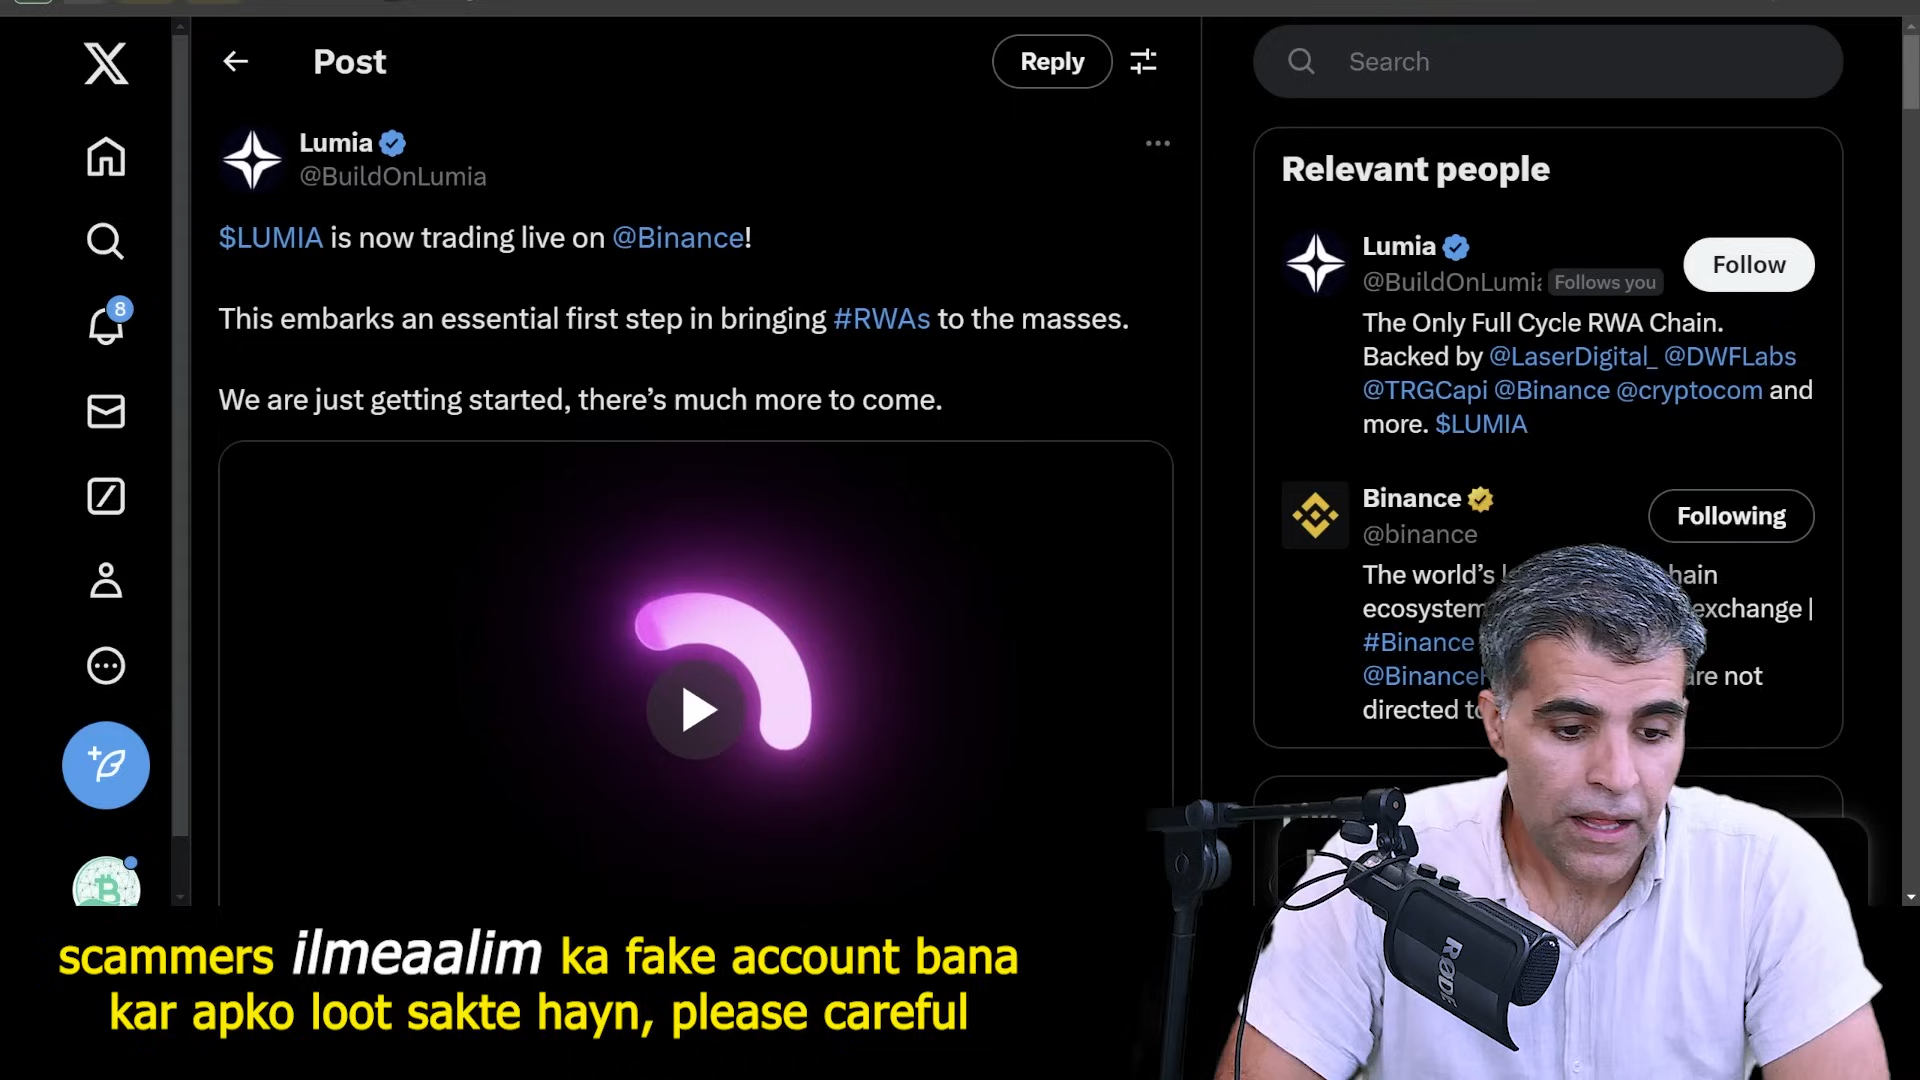 Post
Reply
Search
Lumia
@BuildOnLumia
$LUMIA is now trading live on @Binance!
This embarks an essential first step in bringing #RWAs to the masses.
We are just getting started, there’s much more to come.
Relevant people
Lumia
@BuildOnLumi
Follows you
Follow
The Only Full Cycle RWA Chain.
Backed by @LaserDigital_ @DWFLabs
@TRGCapi @Binance @cryptocom and
more. $LUMIA
Binance
@binance
Following
The world’s
ecosystem exchange |
#Binance
are not
directed
8
scammers ilmeaalim ka fake account bana
kar apko loot sakte hayn, please careful
RØDE